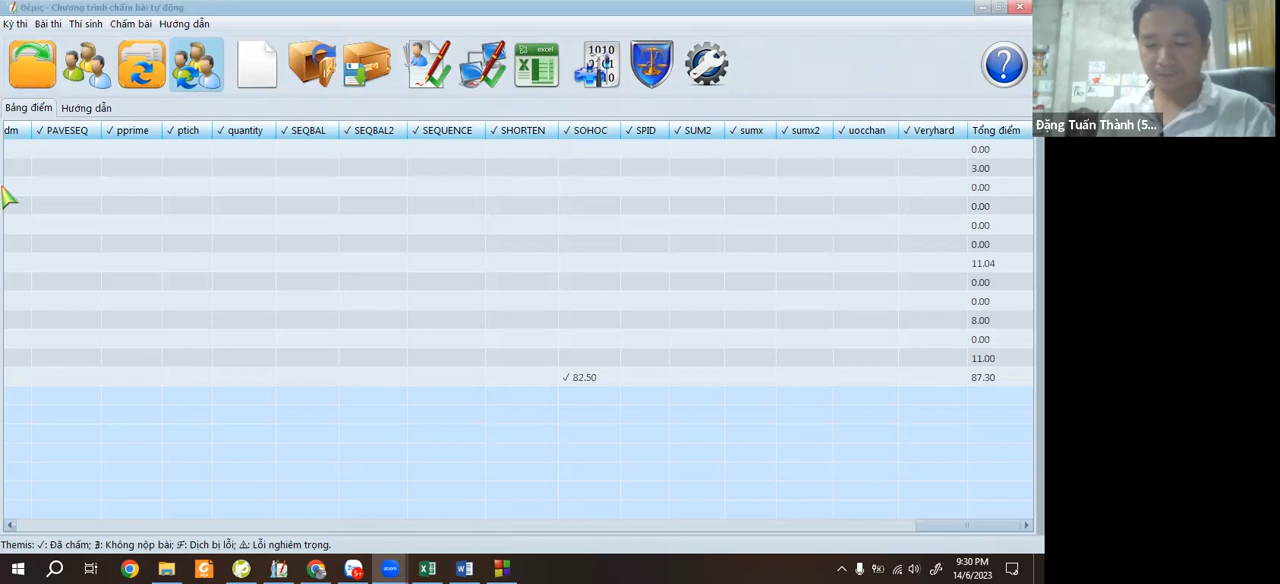 Θέμις - Chương trình chấm bài tự động
Kỳ thi Bài thi Thí sinh Chấm bài Hướng dẫn
excel
1010
Bảng điểm Hướng dẫn
Đặng Tuấn Thành (5...
dm ✓ PAVESEQ ✓ pprime ✓ ptich ✓ quantity ✓ SEQBAL ✓ SEQBAL2 ✓ SEQUENCE ✓ SHORTEN ✓ SOHOC ✓ SPID ✓ SUM2 ✓ sumx ✓ sumx2 ✓ uocchan ✓ Veryhard Tổng điểm
0.00
3.00
0.00
0.00
0.00
0.00
11.04
0.00
0.00
8.00
0.00
11.00
✓ 82.50 87.30
Themis: ✓: Đã chấm; ∄: Không nộp bài; Ƒ: Dịch bị lỗi; ⚠: Lỗi nghiêm trọng.
zoom
9:30 PM
14/6/2023